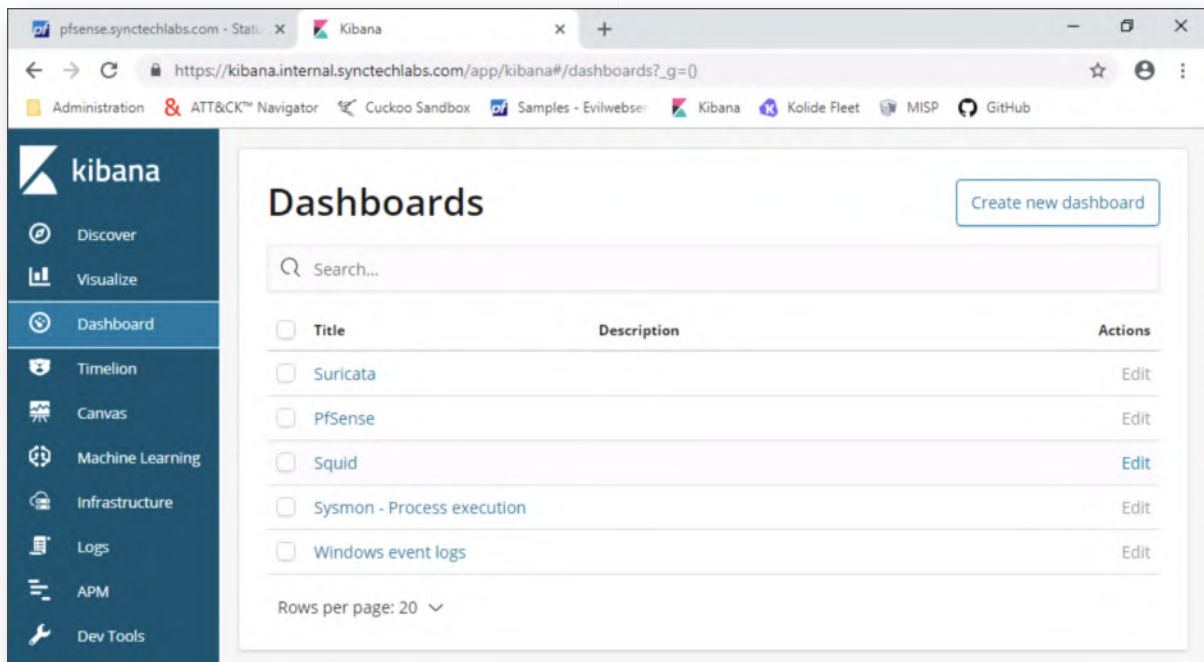 pfsense.synctechlabs.com - Statu
Kibana
https://kibana.internal.synctechlabs.com/app/kibana#/dashboards?_g=()
Administration ATT&CK™ Navigator Cuckoo Sandbox Samples - Evilwebser Kibana Kolide Fleet MISP GitHub
kibana
Discover
Visualize
Dashboard
Timelion
Canvas
Machine Learning
Infrastructure
Logs
APM
Dev Tools
Dashboards
Create new dashboard
Search...
Title Description Actions
Suricata Edit
PfSense Edit
Squid Edit
Sysmon - Process execution Edit
Windows event logs Edit
Rows per page: 20